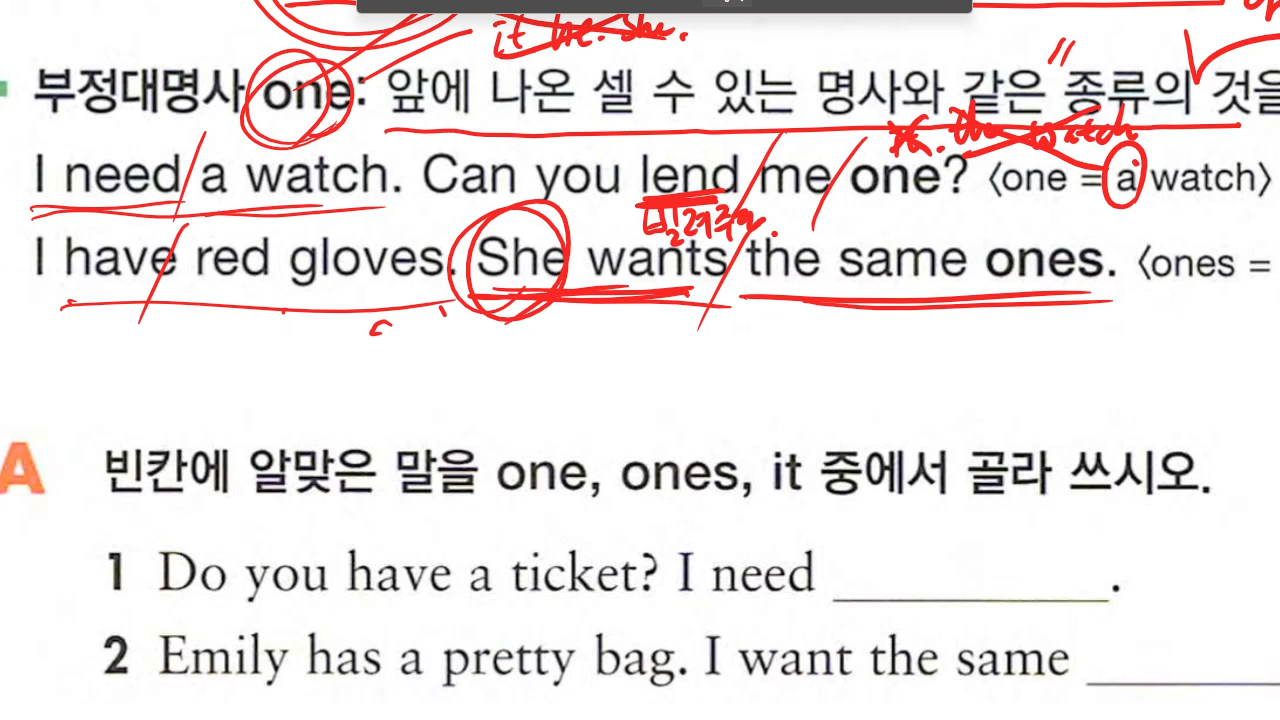 it he. she.
부정대명사 one: 앞에 나온 셀 수 있는 명사와 같은 종류의 것을
the watch
I need a watch. Can you lend me one? 〈one = a watch〉
빌려주다.
I have red gloves. She wants the same ones. 〈ones =
A 빈칸에 알맞은 말을 one, ones, it 중에서 골라 쓰시오.
1 Do you have a ticket? I need ________.
2 Emily has a pretty bag. I want the same ________